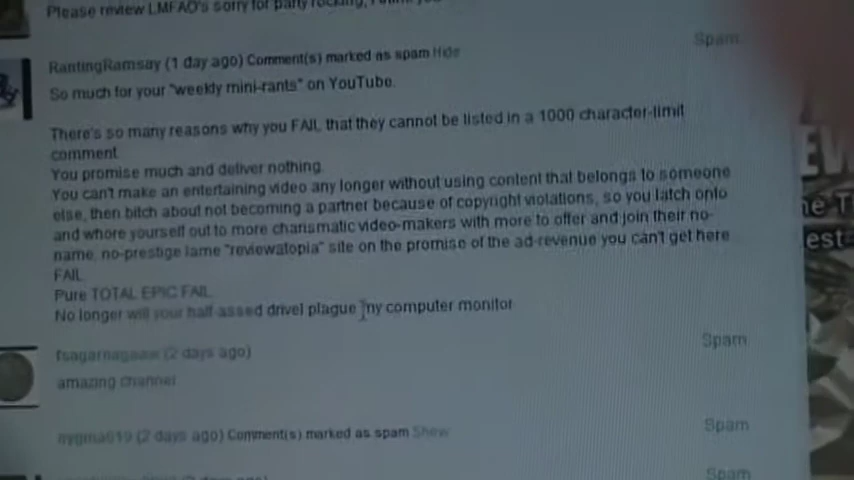 Please review LMFAO's sorry for party rocking, I think you
Spam
RantingRamsay (1 day ago) Comment(s) marked as spam Hide
So much for your "weekly mini-rants" on YouTube.
There's so many reasons why you FAIL that they cannot be listed in a 1000 character-limit
comment.
You promise much and deliver nothing.
You can't make an entertaining video any longer without using content that belongs to someone
else, then bitch about not becoming a partner because of copyright violations, so you latch onto
and whore yourself out to more charismatic video-makers with more to offer and join their no-
name, no-prestige lame "reviewatopia" site on the promise of the ad-revenue you can't get here.
FAIL.
Pure TOTAL EPIC FAIL.
No longer will your half-assed drivel plague my computer monitor.
(2 days ago)
Spam
amazing channel
nygma619 (2 days ago) Comment(s) marked as spam Show
Spam
Spam